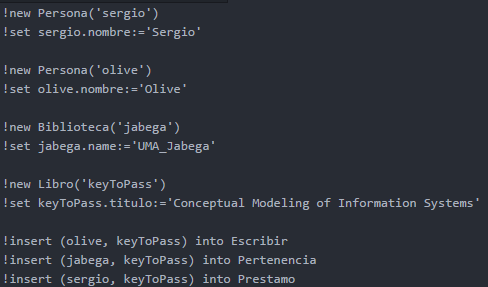 !new Persona('sergio')
!set sergio.nombre:='Sergio'
!new Persona('olive')
!set olive.nombre:='Olive'
!new Biblioteca('jabega')
!set jabega.name:='UMA_Jabega'
!new Libro('keyToPass')
!set keyToPass.titulo:='Conceptual Modeling of Information Systems'
!insert (olive, keyToPass) into Escribir
!insert (jabega, keyToPass) into Pertenencia
!insert (sergio, keyToPass) into Prestamo